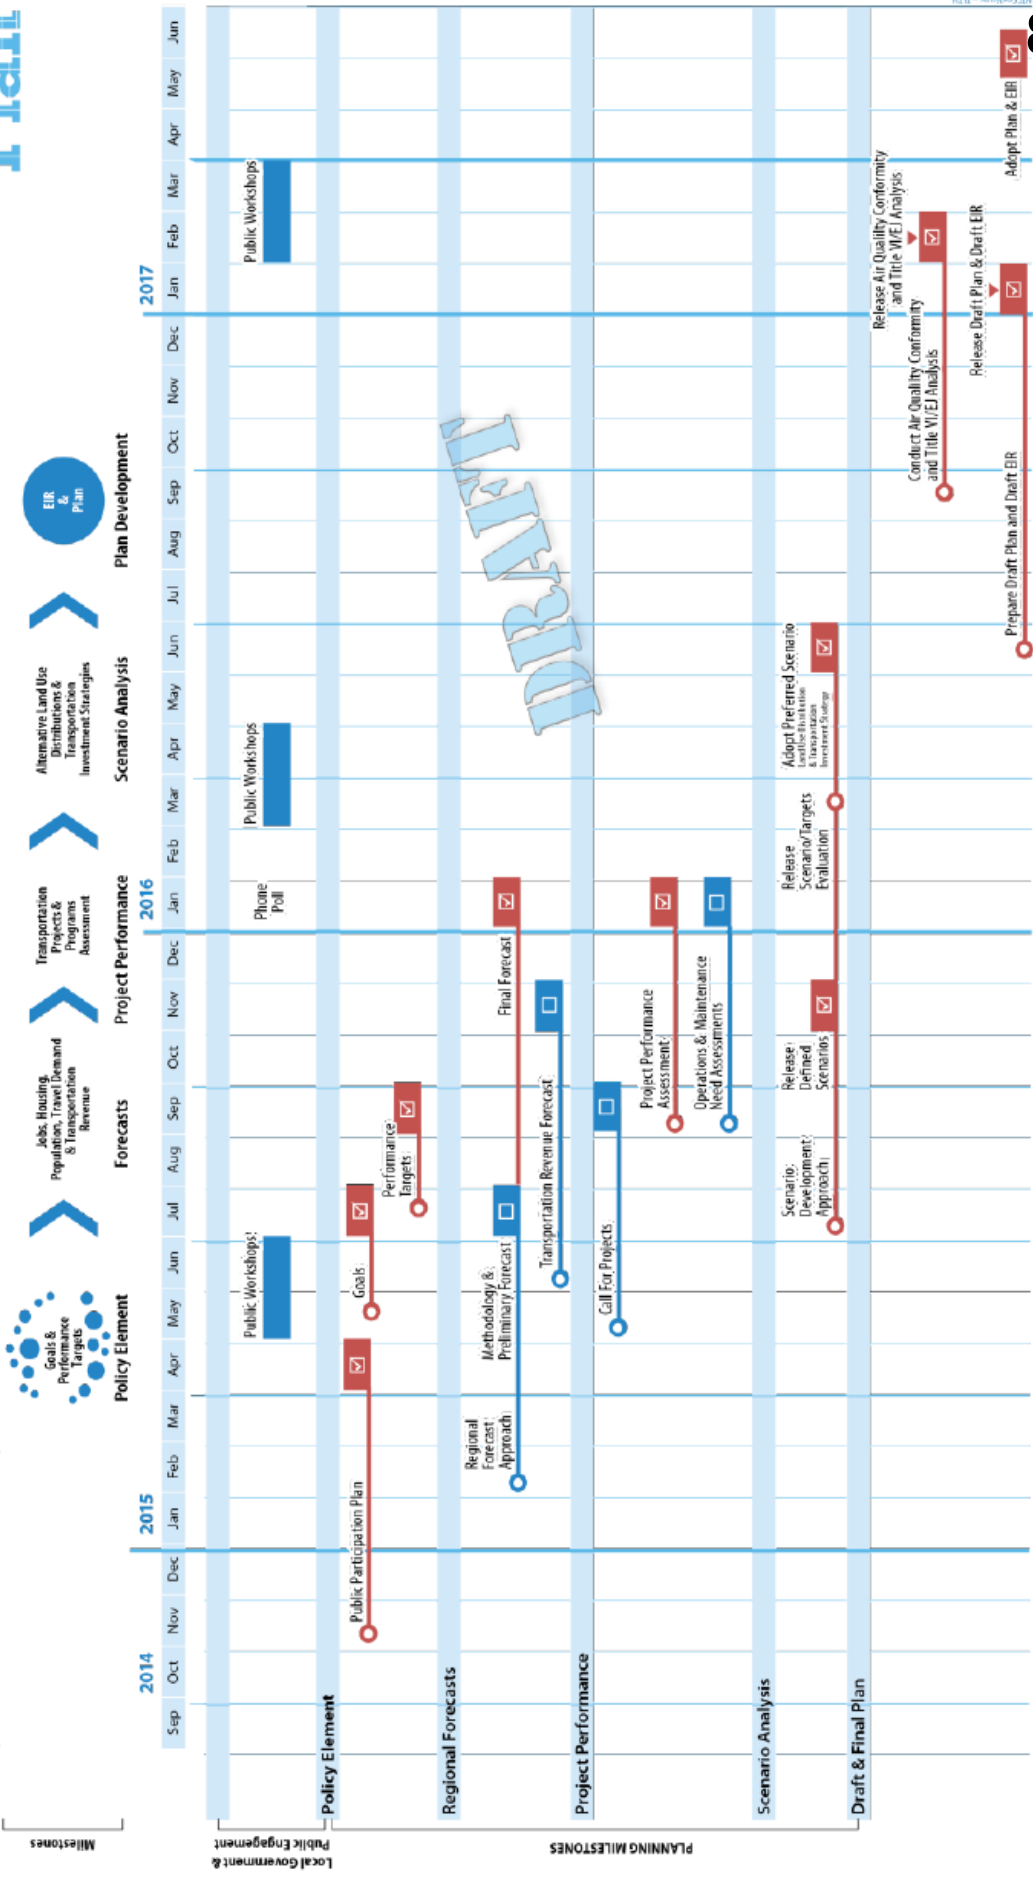 Plan
Milestones
Goals &
Performance
Targets
Policy Element
Jobs, Housing,
Population, Travel Demand
& Transportation
Revenue
Forecasts
Transportation
Projects &
Programs
Assessment
Project Performance
Alternative Land Use
Distributions &
Transportation
Investment Strategies
Scenario Analysis
EIR
&
Plan
Plan Development
2014
2015
2016
2017
Sep Oct Nov Dec Jan Feb Mar Apr May Jun Jul Aug Sep Oct Nov Dec Jan Feb Mar Apr May Jun Jul Aug Sep Oct Nov Dec Jan Feb Mar Apr May Jun
Local Government &
Public Engagement
Public Workshops
Phone
Poll
Public Workshops
Public Workshops
PLANNING MILESTONES
Policy Element
Public Participation Plan
Goals
Performance
Targets
Regional Forecasts
Regional
Forecast
Approach
Methodology &
Preliminary Forecast
Final Forecast
Transportation Revenue Forecast
DRAFT
Project Performance
Call For Projects
Project Performance
Assessment
Operations & Maintenance
Need Assessments
Scenario Analysis
Scenario
Development
Approach
Release
Defined
Scenarios
Release
Scenario/Targets
Evaluation
Adopt Preferred Scenario
Land Use Distribution
& Transportation
Investment Strategy
Draft & Final Plan
Conduct Air Quality Conformity
and Title VI/EJ Analysis
Release Air Quality Conformity
and Title VI/EJ Analysis
Prepare Draft Plan and Draft EIR
Release Draft Plan & Draft EIR
Adopt Plan & EIR